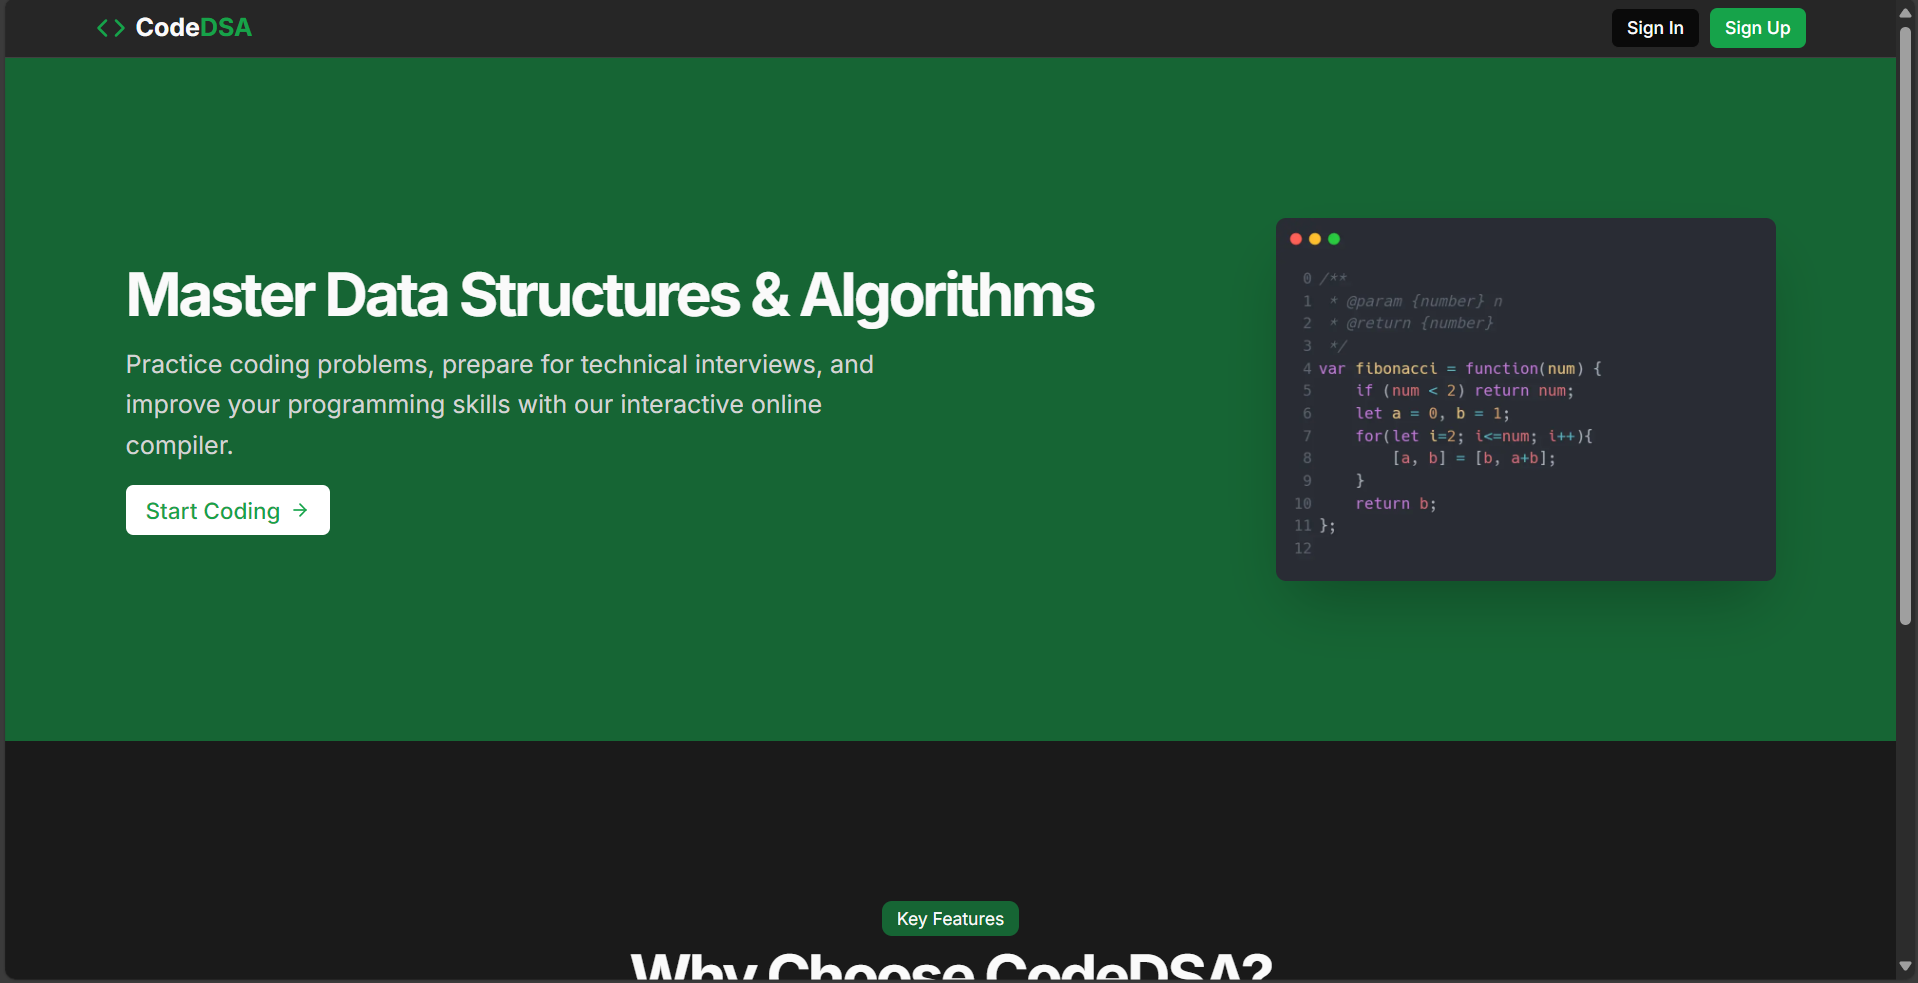 CodeDSA
Sign In
Sign Up
Master Data Structures & Algorithms
Practice coding problems, prepare for technical interviews, and
improve your programming skills with our interactive online
compiler.
Start Coding
0 /**
1  * @param {number} n
2  * @return {number}
3  */
4 var fibonacci = function(num) {
5     if (num < 2) return num;
6     let a = 0, b = 1;
7     for(let i=2; i<=num; i++){
8         [a, b] = [b, a+b];
9     }
10     return b;
11 };
12
Key Features
Why Choose CodeDSA?